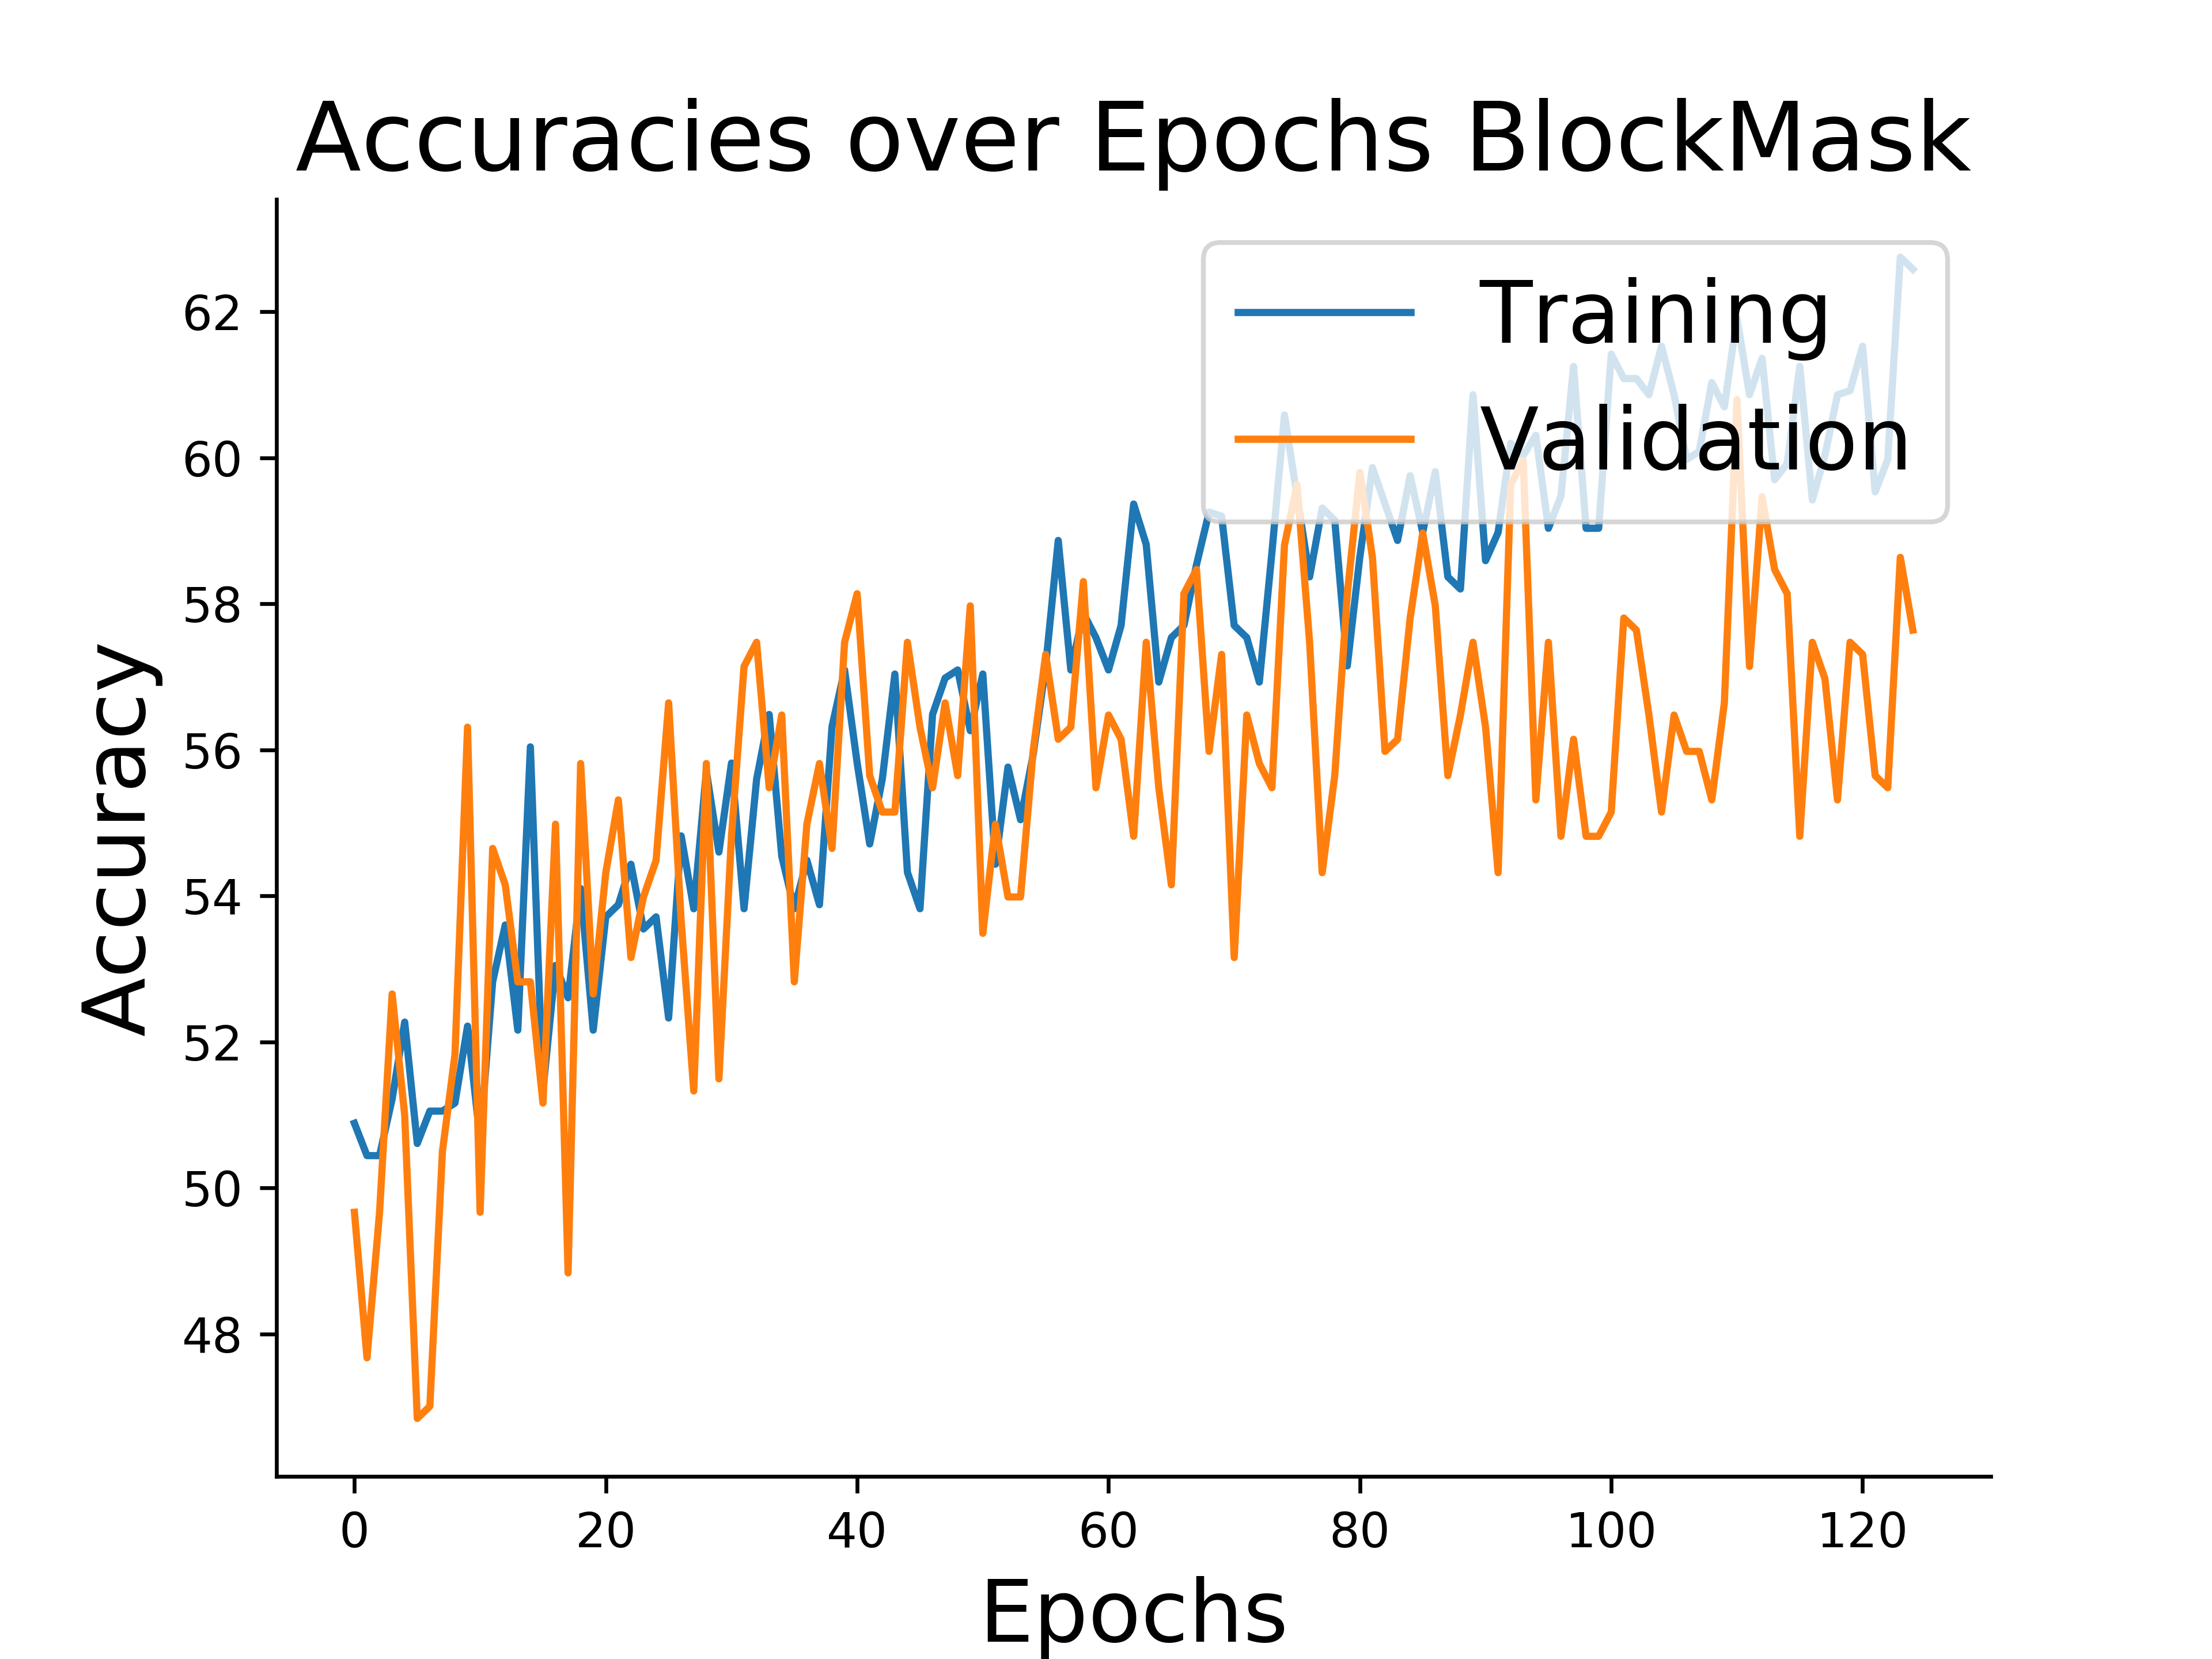 Accuracies over Epochs BlockMask
Training
Validation
Accuracy
62
60
58
56
54
52
50
48
0 20 40 60 80 100 120
Epochs